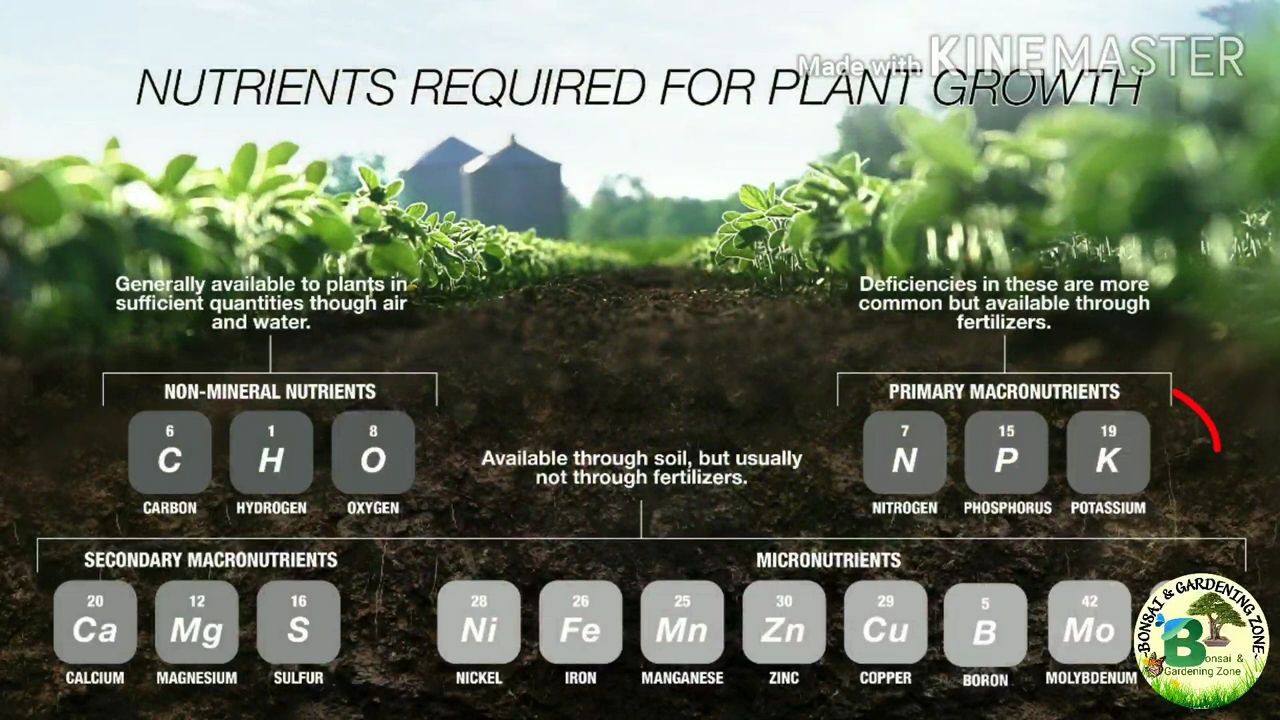 Made with KINEMASTER
NUTRIENTS REQUIRED FOR PLANT GROWTH
Generally available to plants in
sufficient quantities though air
and water.
NON-MINERAL NUTRIENTS
6 1 8
C H O
CARBON HYDROGEN OXYGEN
Deficiencies in these are more
common but available through
fertilizers.
PRIMARY MACRONUTRIENTS
7 15 19
N P K
NITROGEN PHOSPHORUS POTASSIUM
Available through soil, but usually
not through fertilizers.
SECONDARY MACRONUTRIENTS
20 12 16
Ca Mg S
CALCIUM MAGNESIUM SULFUR
MICRONUTRIENTS
28 26 25 30 29 5 42
Ni Fe Mn Zn Cu B Mo
NICKEL IRON MANGANESE ZINC COPPER BORON MOLYBDENUM
-BONSAI & GARDENING ZONE-
Bonsai &
Gardening Zone